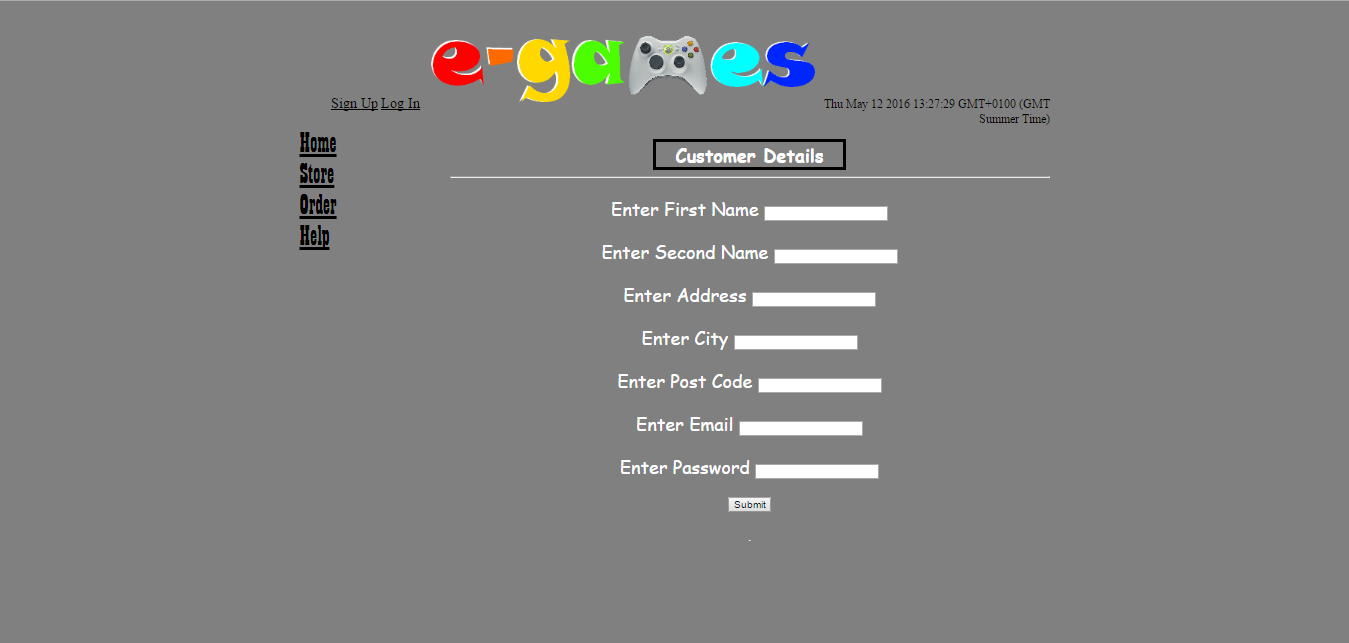 e-games
Sign Up Log In
Thu May 12 2016 13:27:29 GMT+0100 (GMT
Summer Time)
Home
Store
Order
Help
Customer Details
Enter First Name
Enter Second Name
Enter Address
Enter City
Enter Post Code
Enter Email
Enter Password
Submit
.